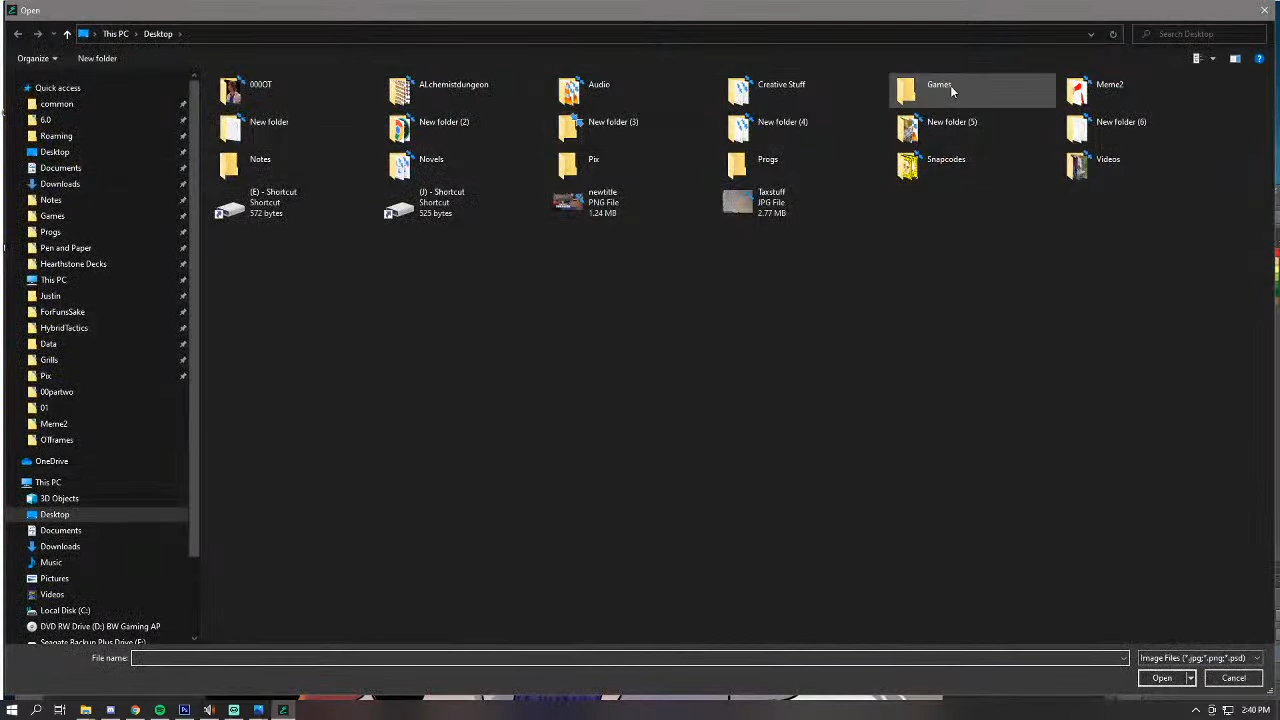 Open
This PC > Desktop >
Search Desktop
Organize
New folder
Quick access
common
6.0
Roaming
Desktop
Documents
Downloads
Notes
Games
Progs
Pen and Paper
Hearthstone Decks
This PC
Justin
ForFunsSake
HybridTactics
Data
Grills
Pix
00partwo
01
Meme2
OneDrive
This PC
3D Objects
Desktop
Documents
Downloads
Music
Pictures
Videos
Local Disk (C:)
DVD RW Drive (D:) BW Gaming AP
000OT
ALchemistdungeon
Audio
Creative Stuff
Games
Meme2
New folder
New folder (2)
New folder (3)
New folder (4)
New folder (5)
New folder (6)
Notes
Novels
Pix
Progs
Snapcodes
Videos
(E) - Shortcut
Shortcut
572 bytes
(J) - Shortcut
Shortcut
525 bytes
newtitle
PNG File
1.24 MB
Taxstuff
JPG File
2.77 MB
File name:
Image Files (*.jpg;*.png;*.psd)
Open
Cancel
2:40 PM